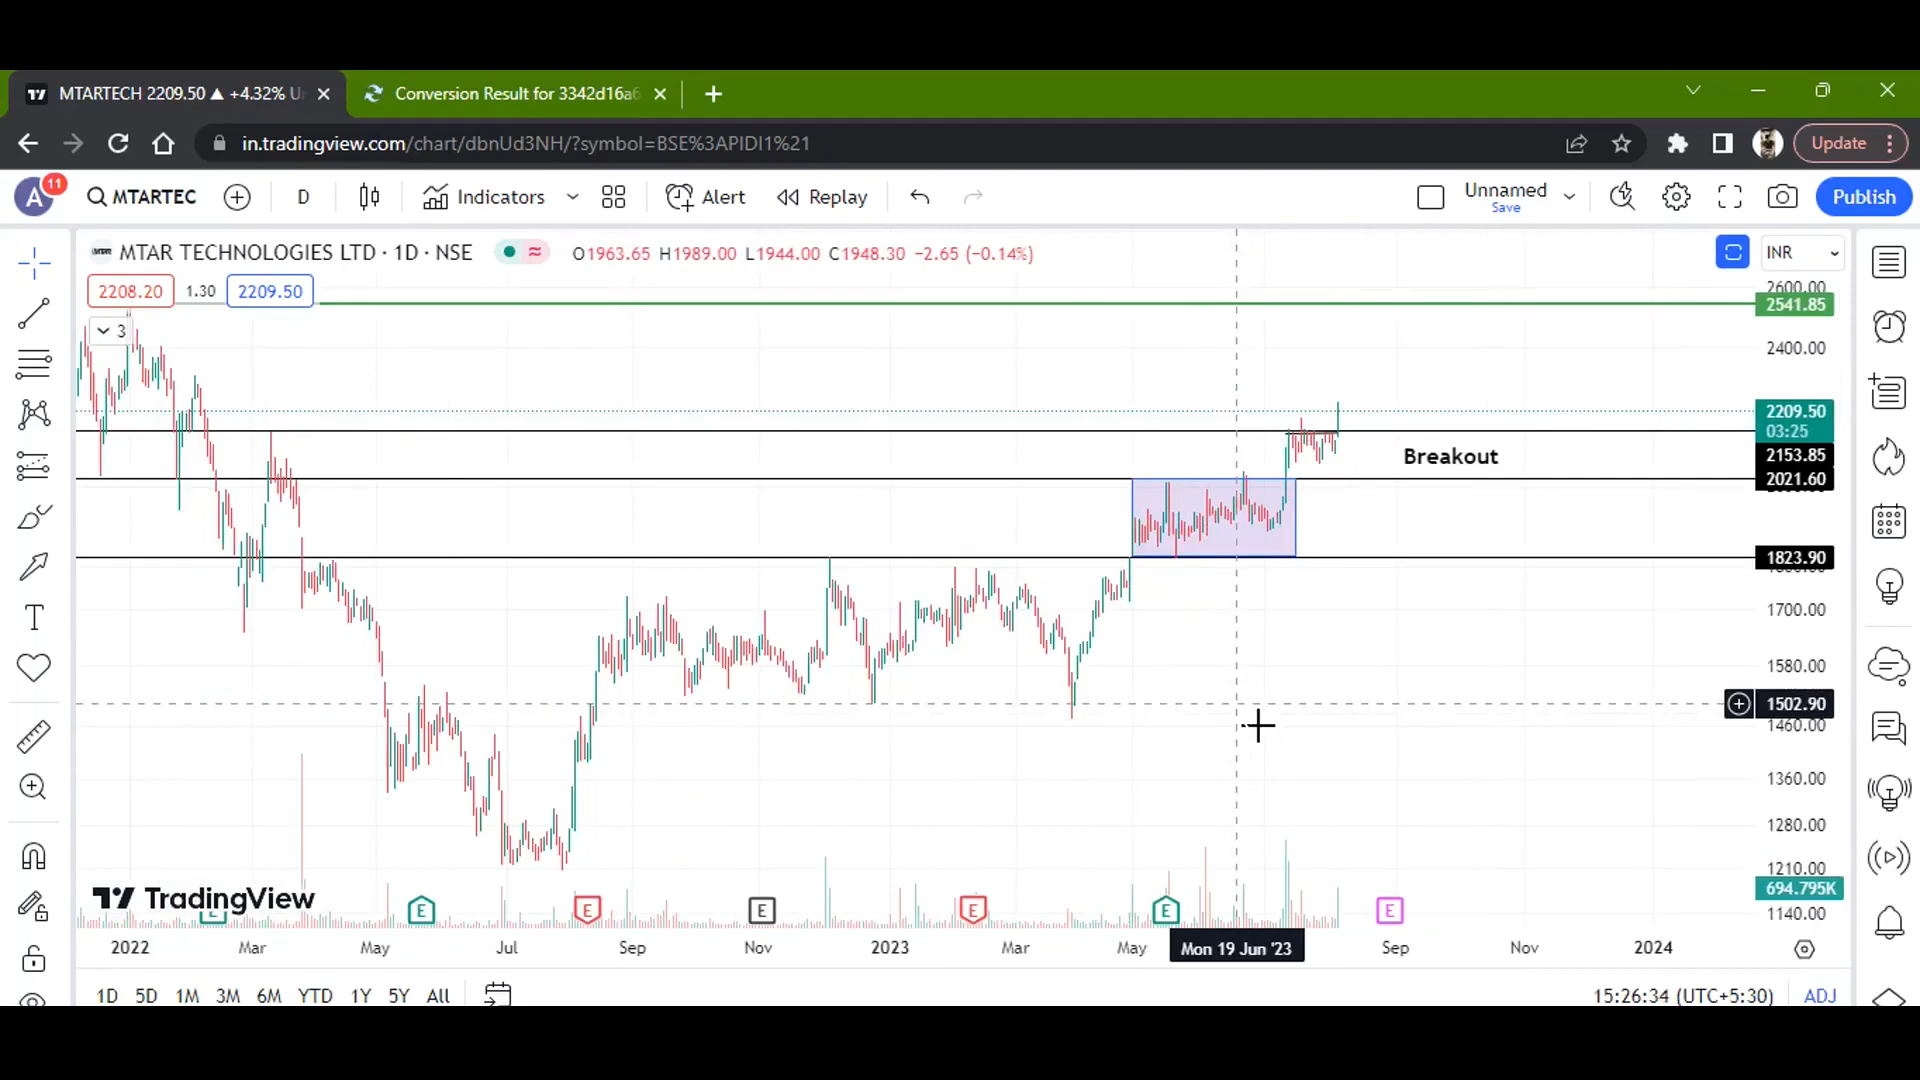 MTARTECH 2209.50 ▲ +4.32% U
Conversion Result for 3342d16a6
in.tradingview.com/chart/dbnUd3NH/?symbol=BSE%3APIDI1%21
Update
A
11
MTARTEC
D
Indicators
Alert
Replay
Unnamed
Save
Publish
MTAR TECHNOLOGIES LTD · 1D · NSE
O1963.65 H1989.00 L1944.00 C1948.30 −2.65 (−0.14%)
INR
2208.20
1.30
2209.50
3
2600.00
2541.85
2400.00
2209.50
03:25
2153.85
2021.60
Breakout
1823.90
1700.00
1580.00
1502.90
1460.00
1360.00
1280.00
1210.00
694.795K
1140.00
TradingView
E
E
E
E
E
E
2022
Mar
May
Jul
Sep
Nov
2023
Mar
May
Mon 19 Jun '23
Sep
Nov
2024
1D 5D 1M 3M 6M YTD 1Y 5Y All
15:26:34 (UTC+5:30)
ADJ